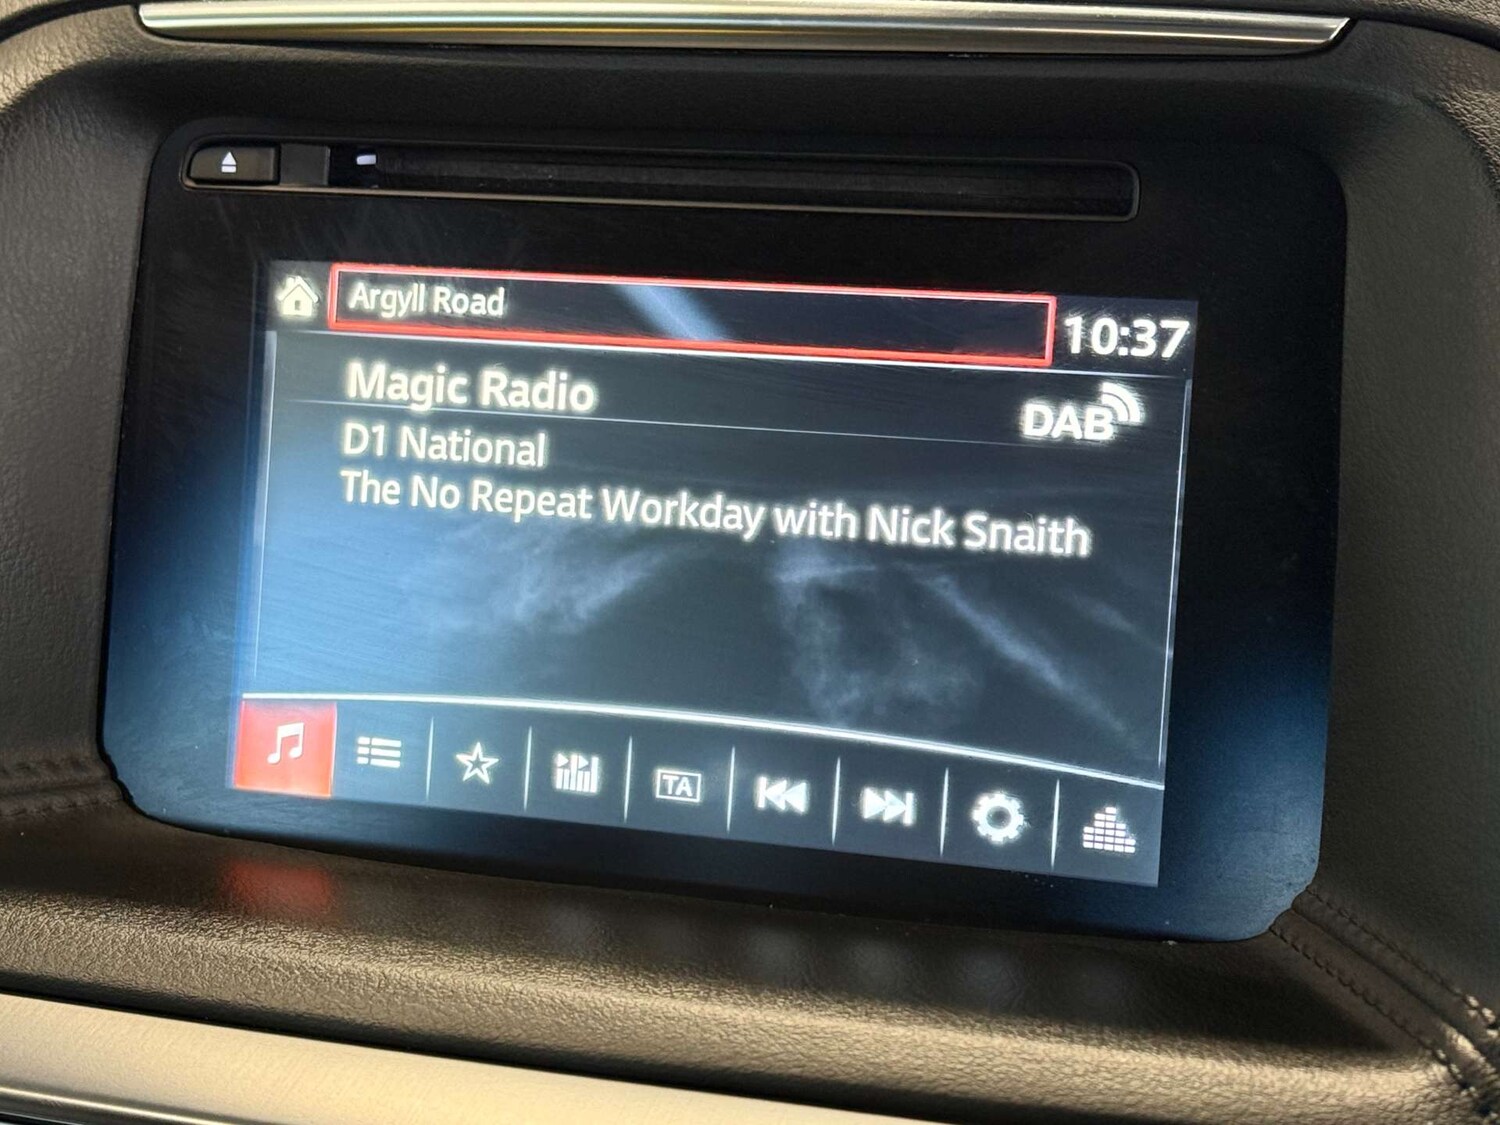 Argyll Road
10:37
Magic Radio
DAB
D1 National
The No Repeat Workday with Nick Snaith
TA